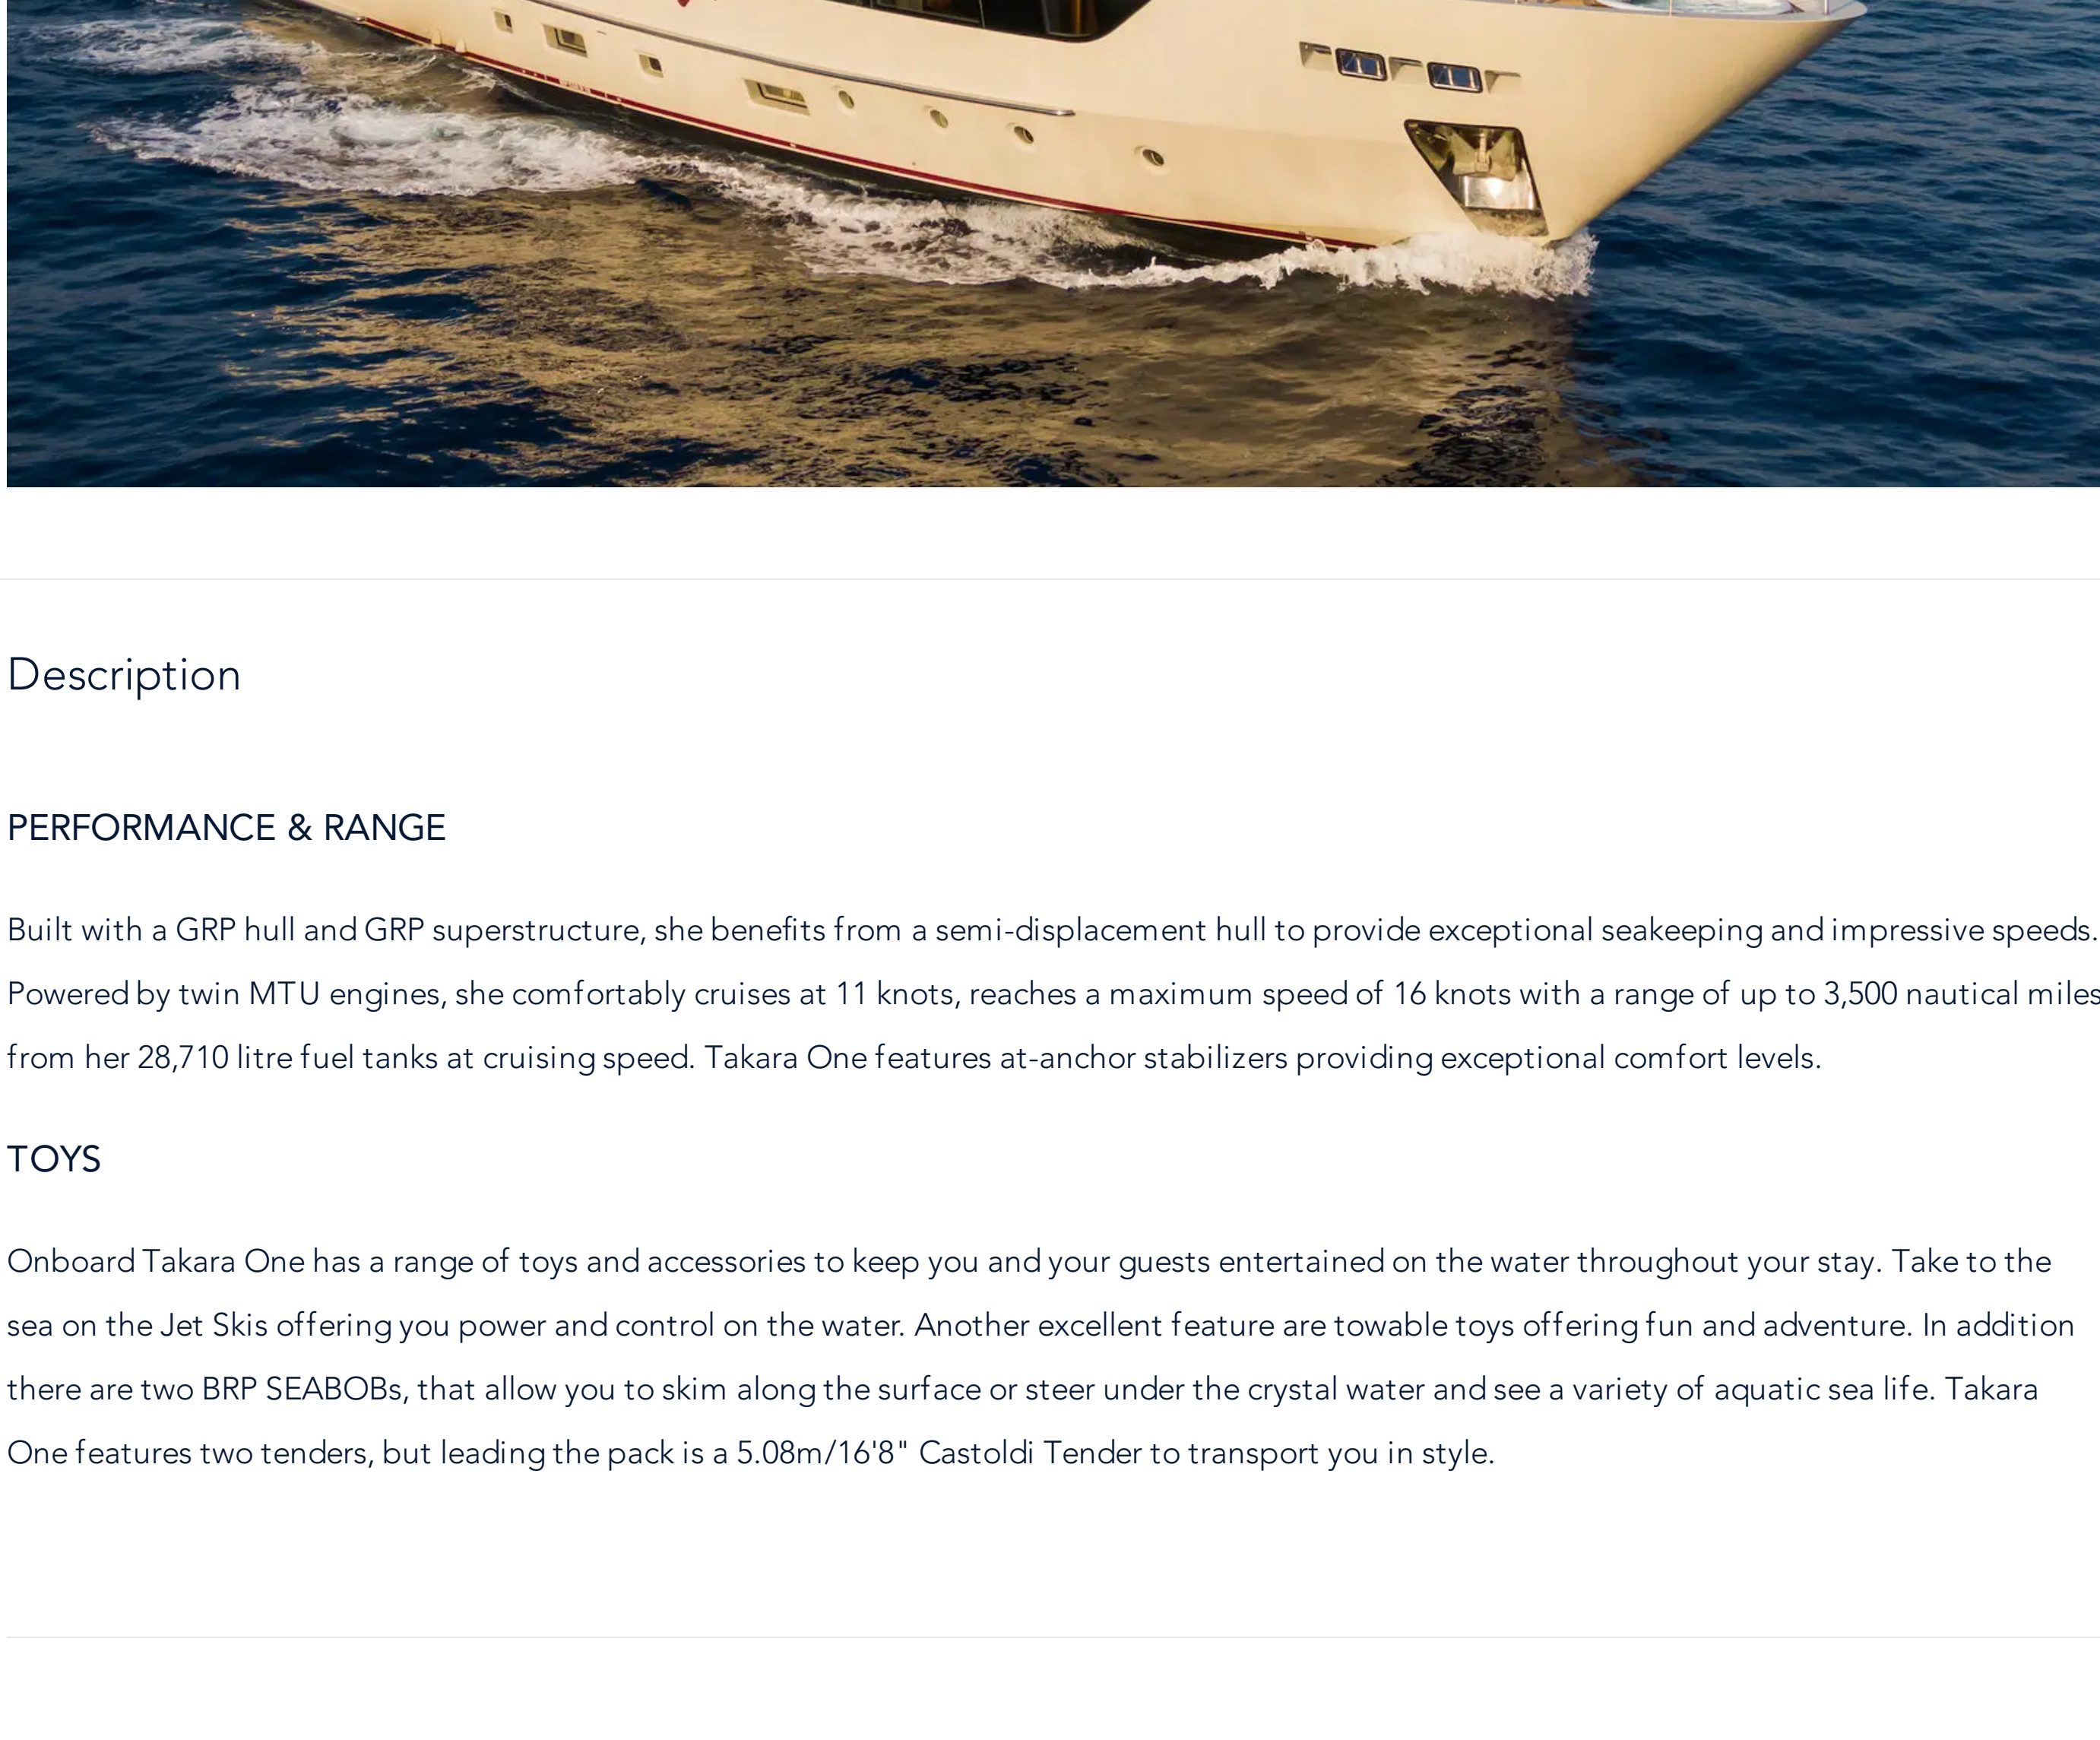 Description
PERFORMANCE & RANGE
Built with a GRP hull and GRP superstructure, she benefits from a semi-displacement hull to provide exceptional seakeeping and impressive speeds.
Powered by twin MTU engines, she comfortably cruises at 11 knots, reaches a maximum speed of 16 knots with a range of up to 3,500 nautical miles
from her 28,710 litre fuel tanks at cruising speed. Takara One features at-anchor stabilizers providing exceptional comfort levels.
TOYS
Onboard Takara One has a range of toys and accessories to keep you and your guests entertained on the water throughout your stay. Take to the
sea on the Jet Skis offering you power and control on the water. Another excellent feature are towable toys offering fun and adventure. In addition
there are two BRP SEABOBs, that allow you to skim along the surface or steer under the crystal water and see a variety of aquatic sea life. Takara
One features two tenders, but leading the pack is a 5.08m/16'8" Castoldi Tender to transport you in style.